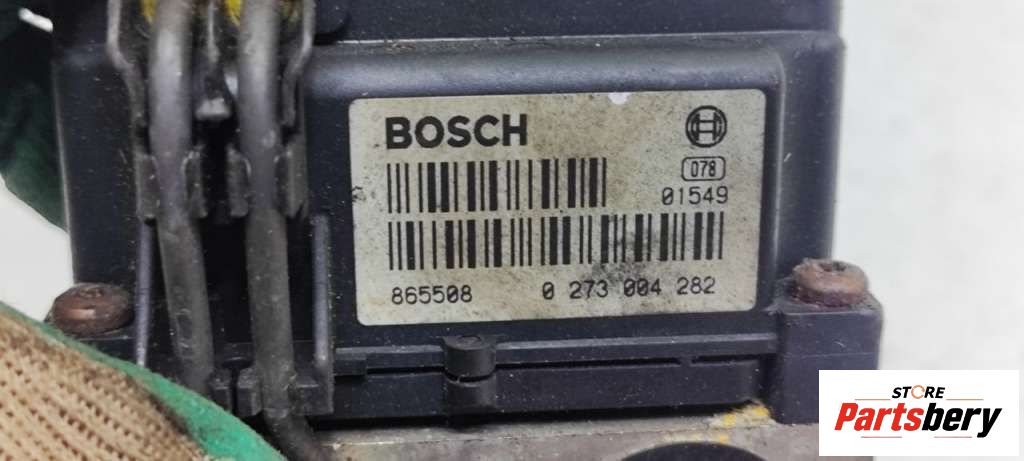 BOSCH
078
01549
865508 0 273 004 282
STORE
Partsbery